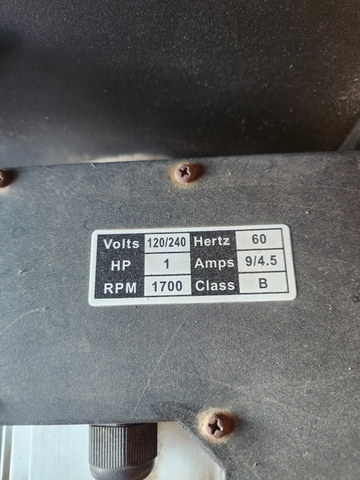 Volts 120/240 Hertz 60
HP 1 Amps 9/4.5
RPM 1700 Class B